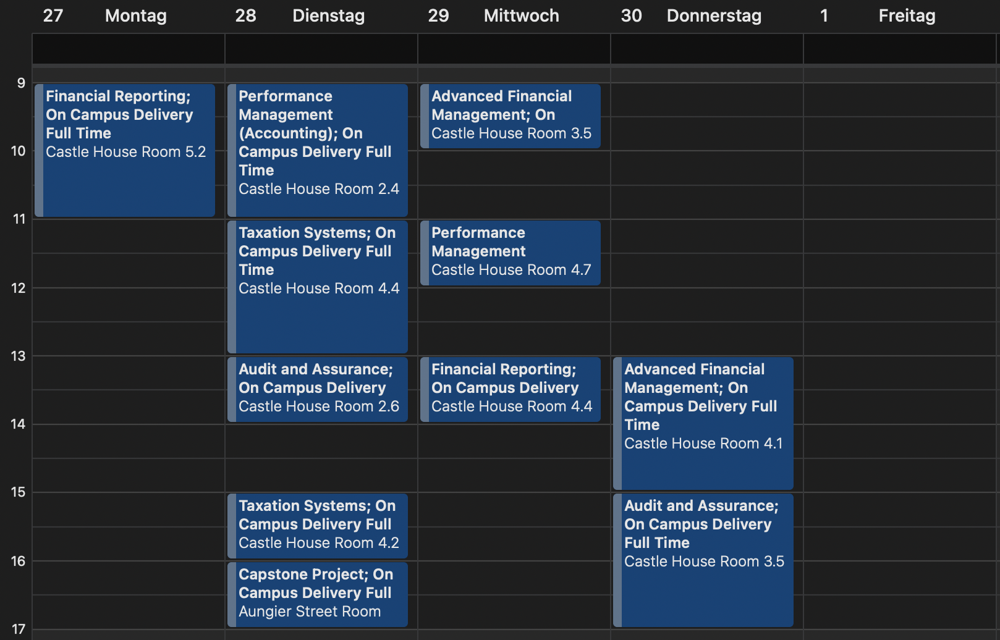 27 Montag
28 Dienstag
29 Mittwoch
30 Donnerstag
1 Freitag
9
10
11
12
13
14
15
16
17
Financial Reporting;
On Campus Delivery
Full Time
Castle House Room 5.2
Performance
Management
(Accounting); On
Campus Delivery Full
Time
Castle House Room 2.4
Taxation Systems; On
Campus Delivery Full
Time
Castle House Room 4.4
Audit and Assurance;
On Campus Delivery
Castle House Room 2.6
Taxation Systems; On
Campus Delivery Full
Castle House Room 4.2
Capstone Project; On
Campus Delivery Full
Aungier Street Room
Advanced Financial
Management; On
Castle House Room 3.5
Performance
Management
Castle House Room 4.7
Financial Reporting;
On Campus Delivery
Castle House Room 4.4
Advanced Financial
Management; On
Campus Delivery Full
Time
Castle House Room 4.1
Audit and Assurance;
On Campus Delivery
Full Time
Castle House Room 3.5